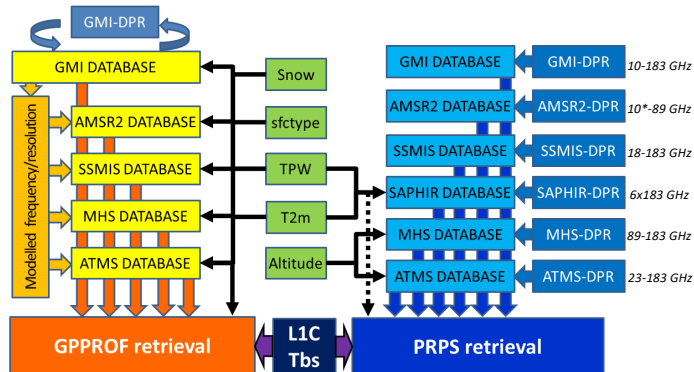 GMI-DPR
GMI DATABASE
AMSR2 DATABASE
SSMIS DATABASE
MHS DATABASE
ATMS DATABASE
Modelled frequency/resolution
Snow
sfctype
TPW
T2m
Altitude
GMI DATABASE
GMI-DPR
10-183 GHz
AMSR2 DATABASE
AMSR2-DPR
10*-89 GHz
SSMIS DATABASE
SSMIS-DPR
18-183 GHz
SAPHIR DATABASE
SAPHIR-DPR
6x183 GHz
MHS DATABASE
MHS-DPR
89-183 GHz
ATMS DATABASE
ATMS-DPR
23-183 GHz
GPPROF retrieval
L1C
Tbs
PRPS retrieval